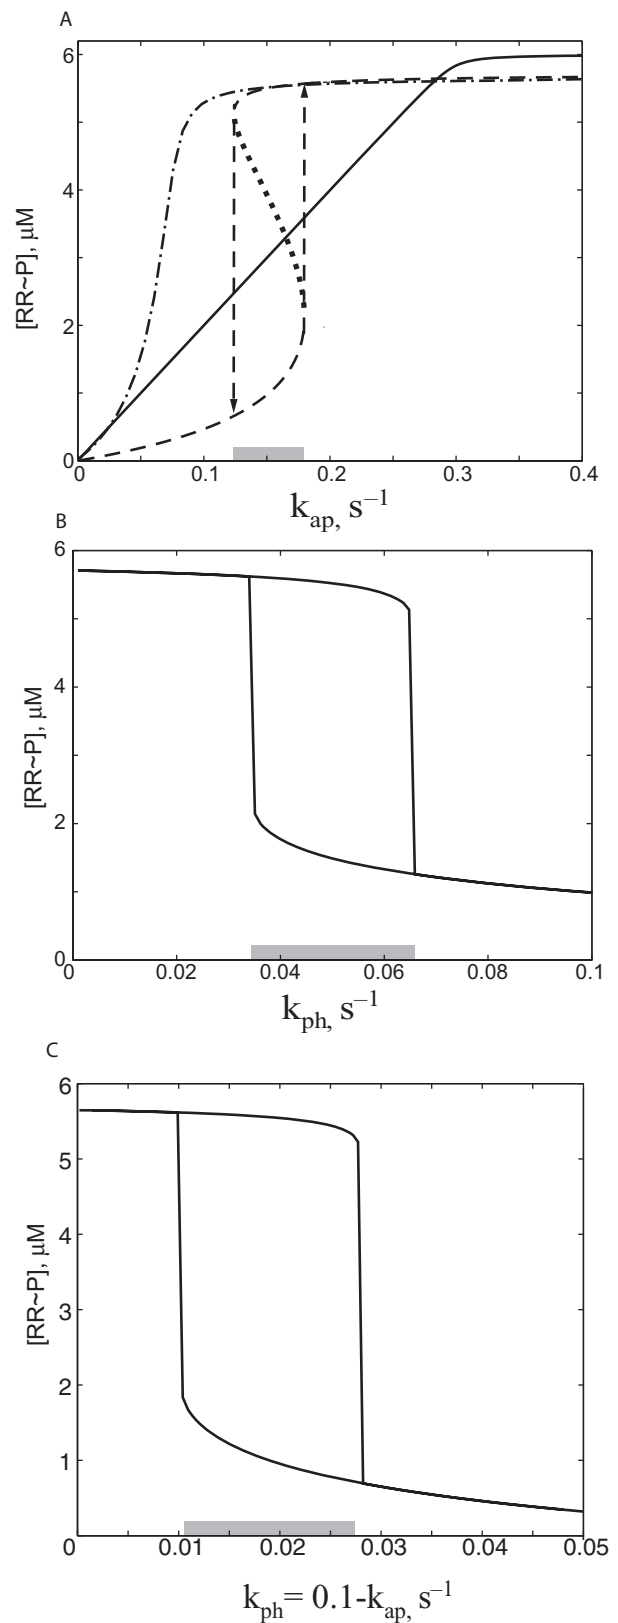 A
6
4
2
0
[RR~P], μM
0 0.1 0.2 0.3 0.4
k_ap, s⁻¹
B
6
4
2
0
[RR~P], μM
0 0.02 0.04 0.06 0.08 0.1
k_ph, s⁻¹
C
6
5
4
3
2
1
[RR~P], μM
0 0.01 0.02 0.03 0.04 0.05
k_ph= 0.1-k_ap, s⁻¹